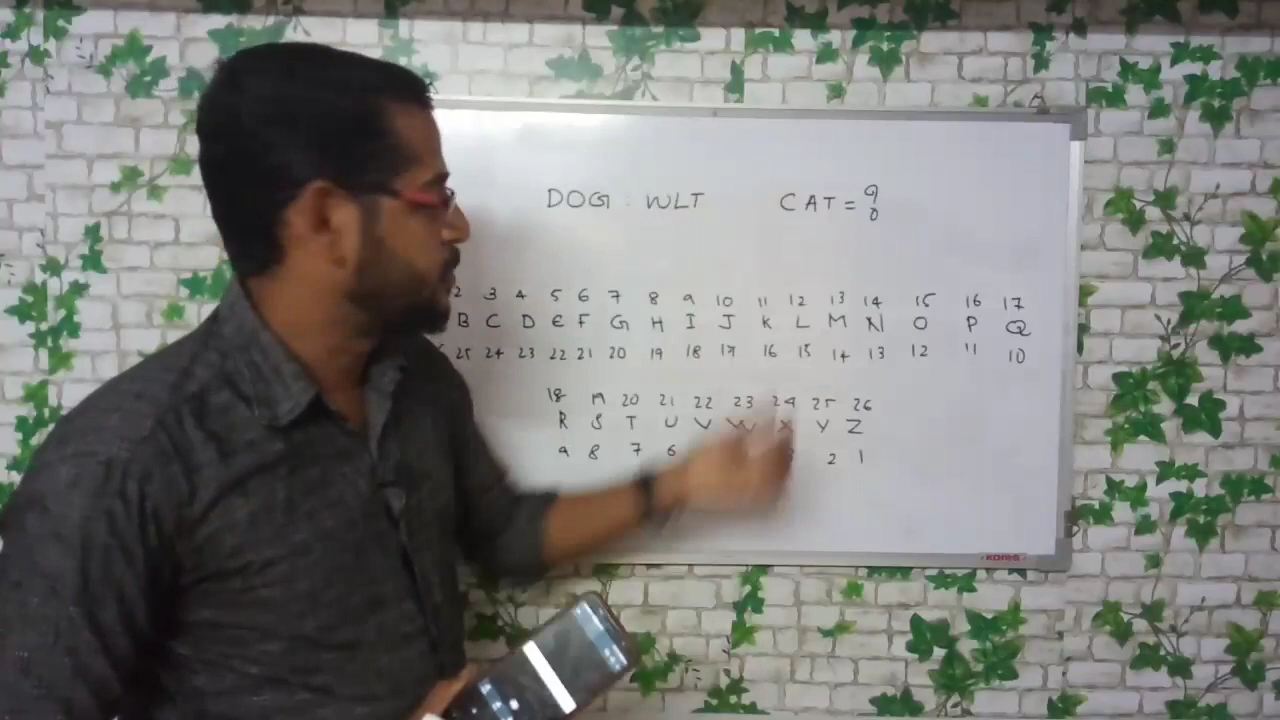 DOG : WLT CAT = ?
2 3 4 5 6 7 8 9 10 11 12 13 14 15 16 17
B C D E F G H I J K L M N O P Q
25 24 23 22 21 20 19 18 17 16 15 14 13 12 11 10
18 19 20 21 22 23 24 25 26
R S T U V W X Y Z
9 8 7 6 2 1